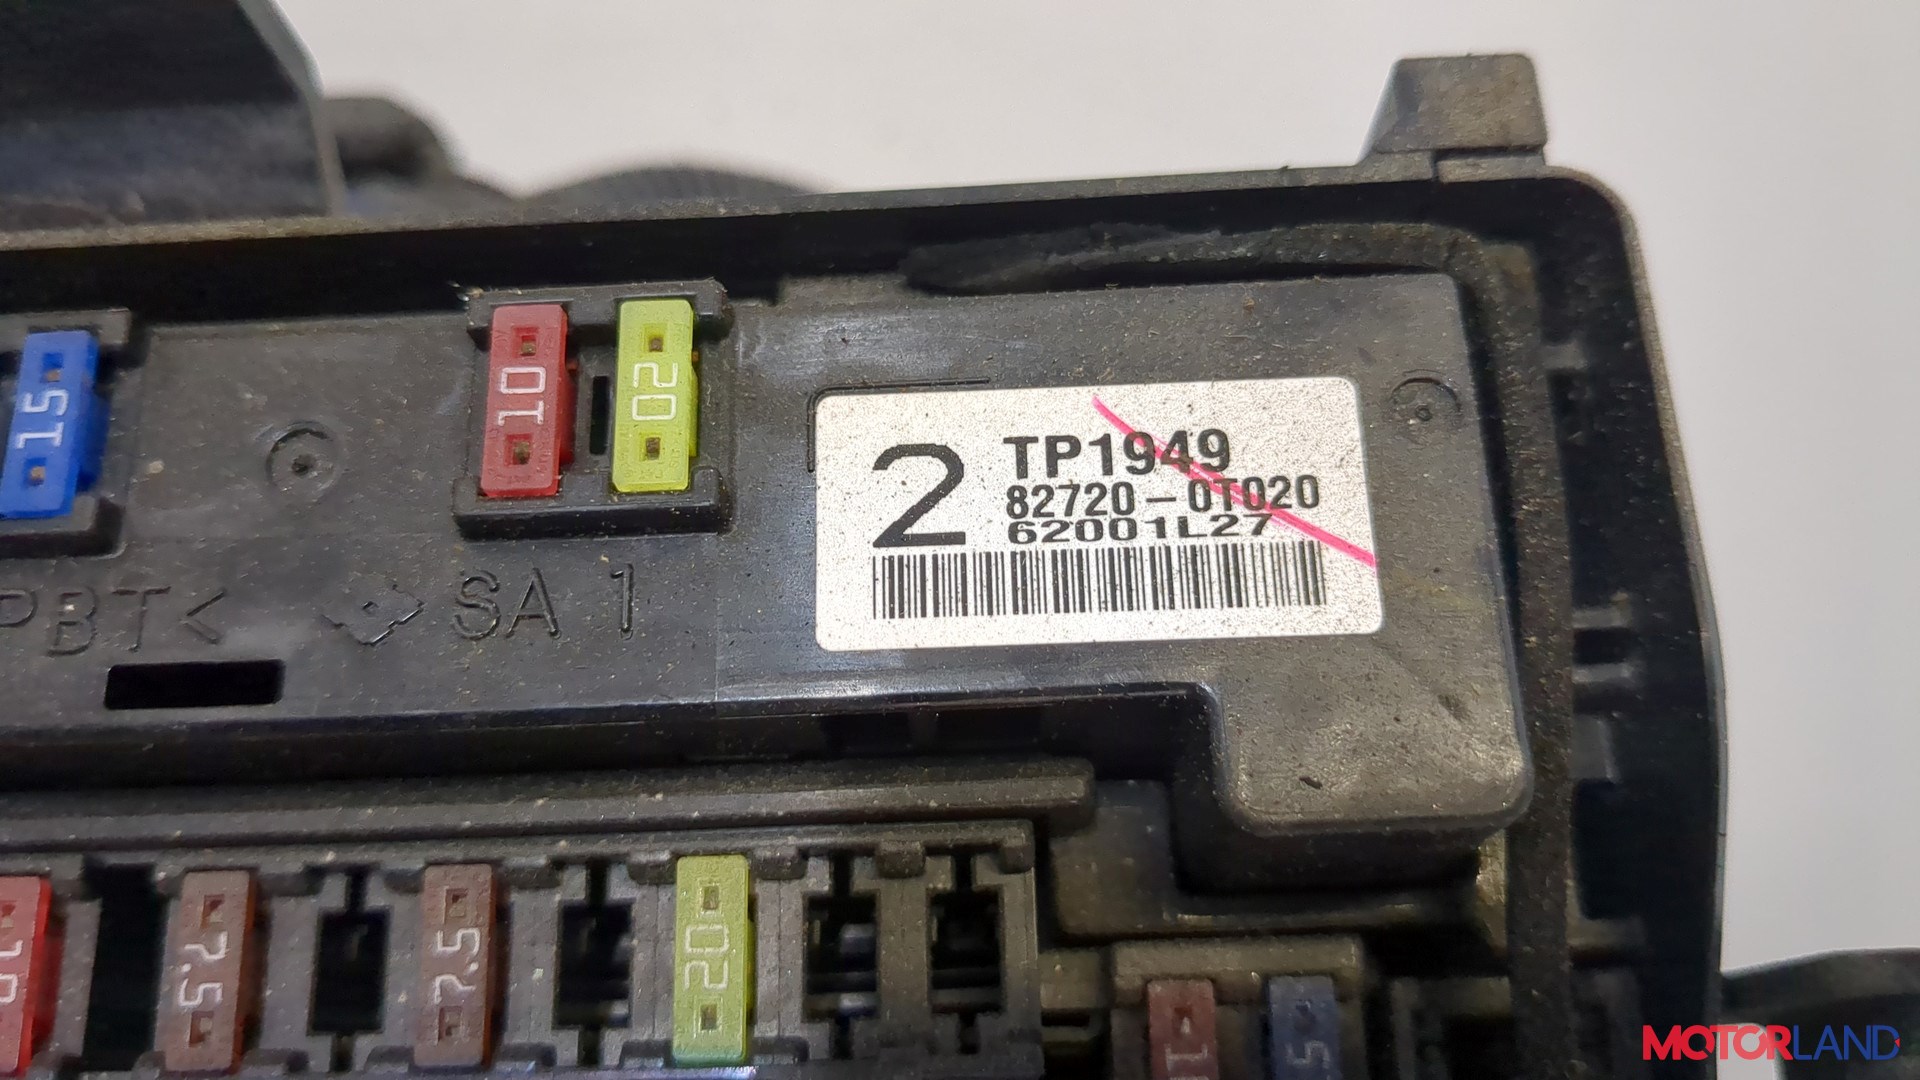 10
20
15
2
TP1949
82720-0T020
62001L27
PBT<
SA 1
7.5
7.5
20
MOTORLAND